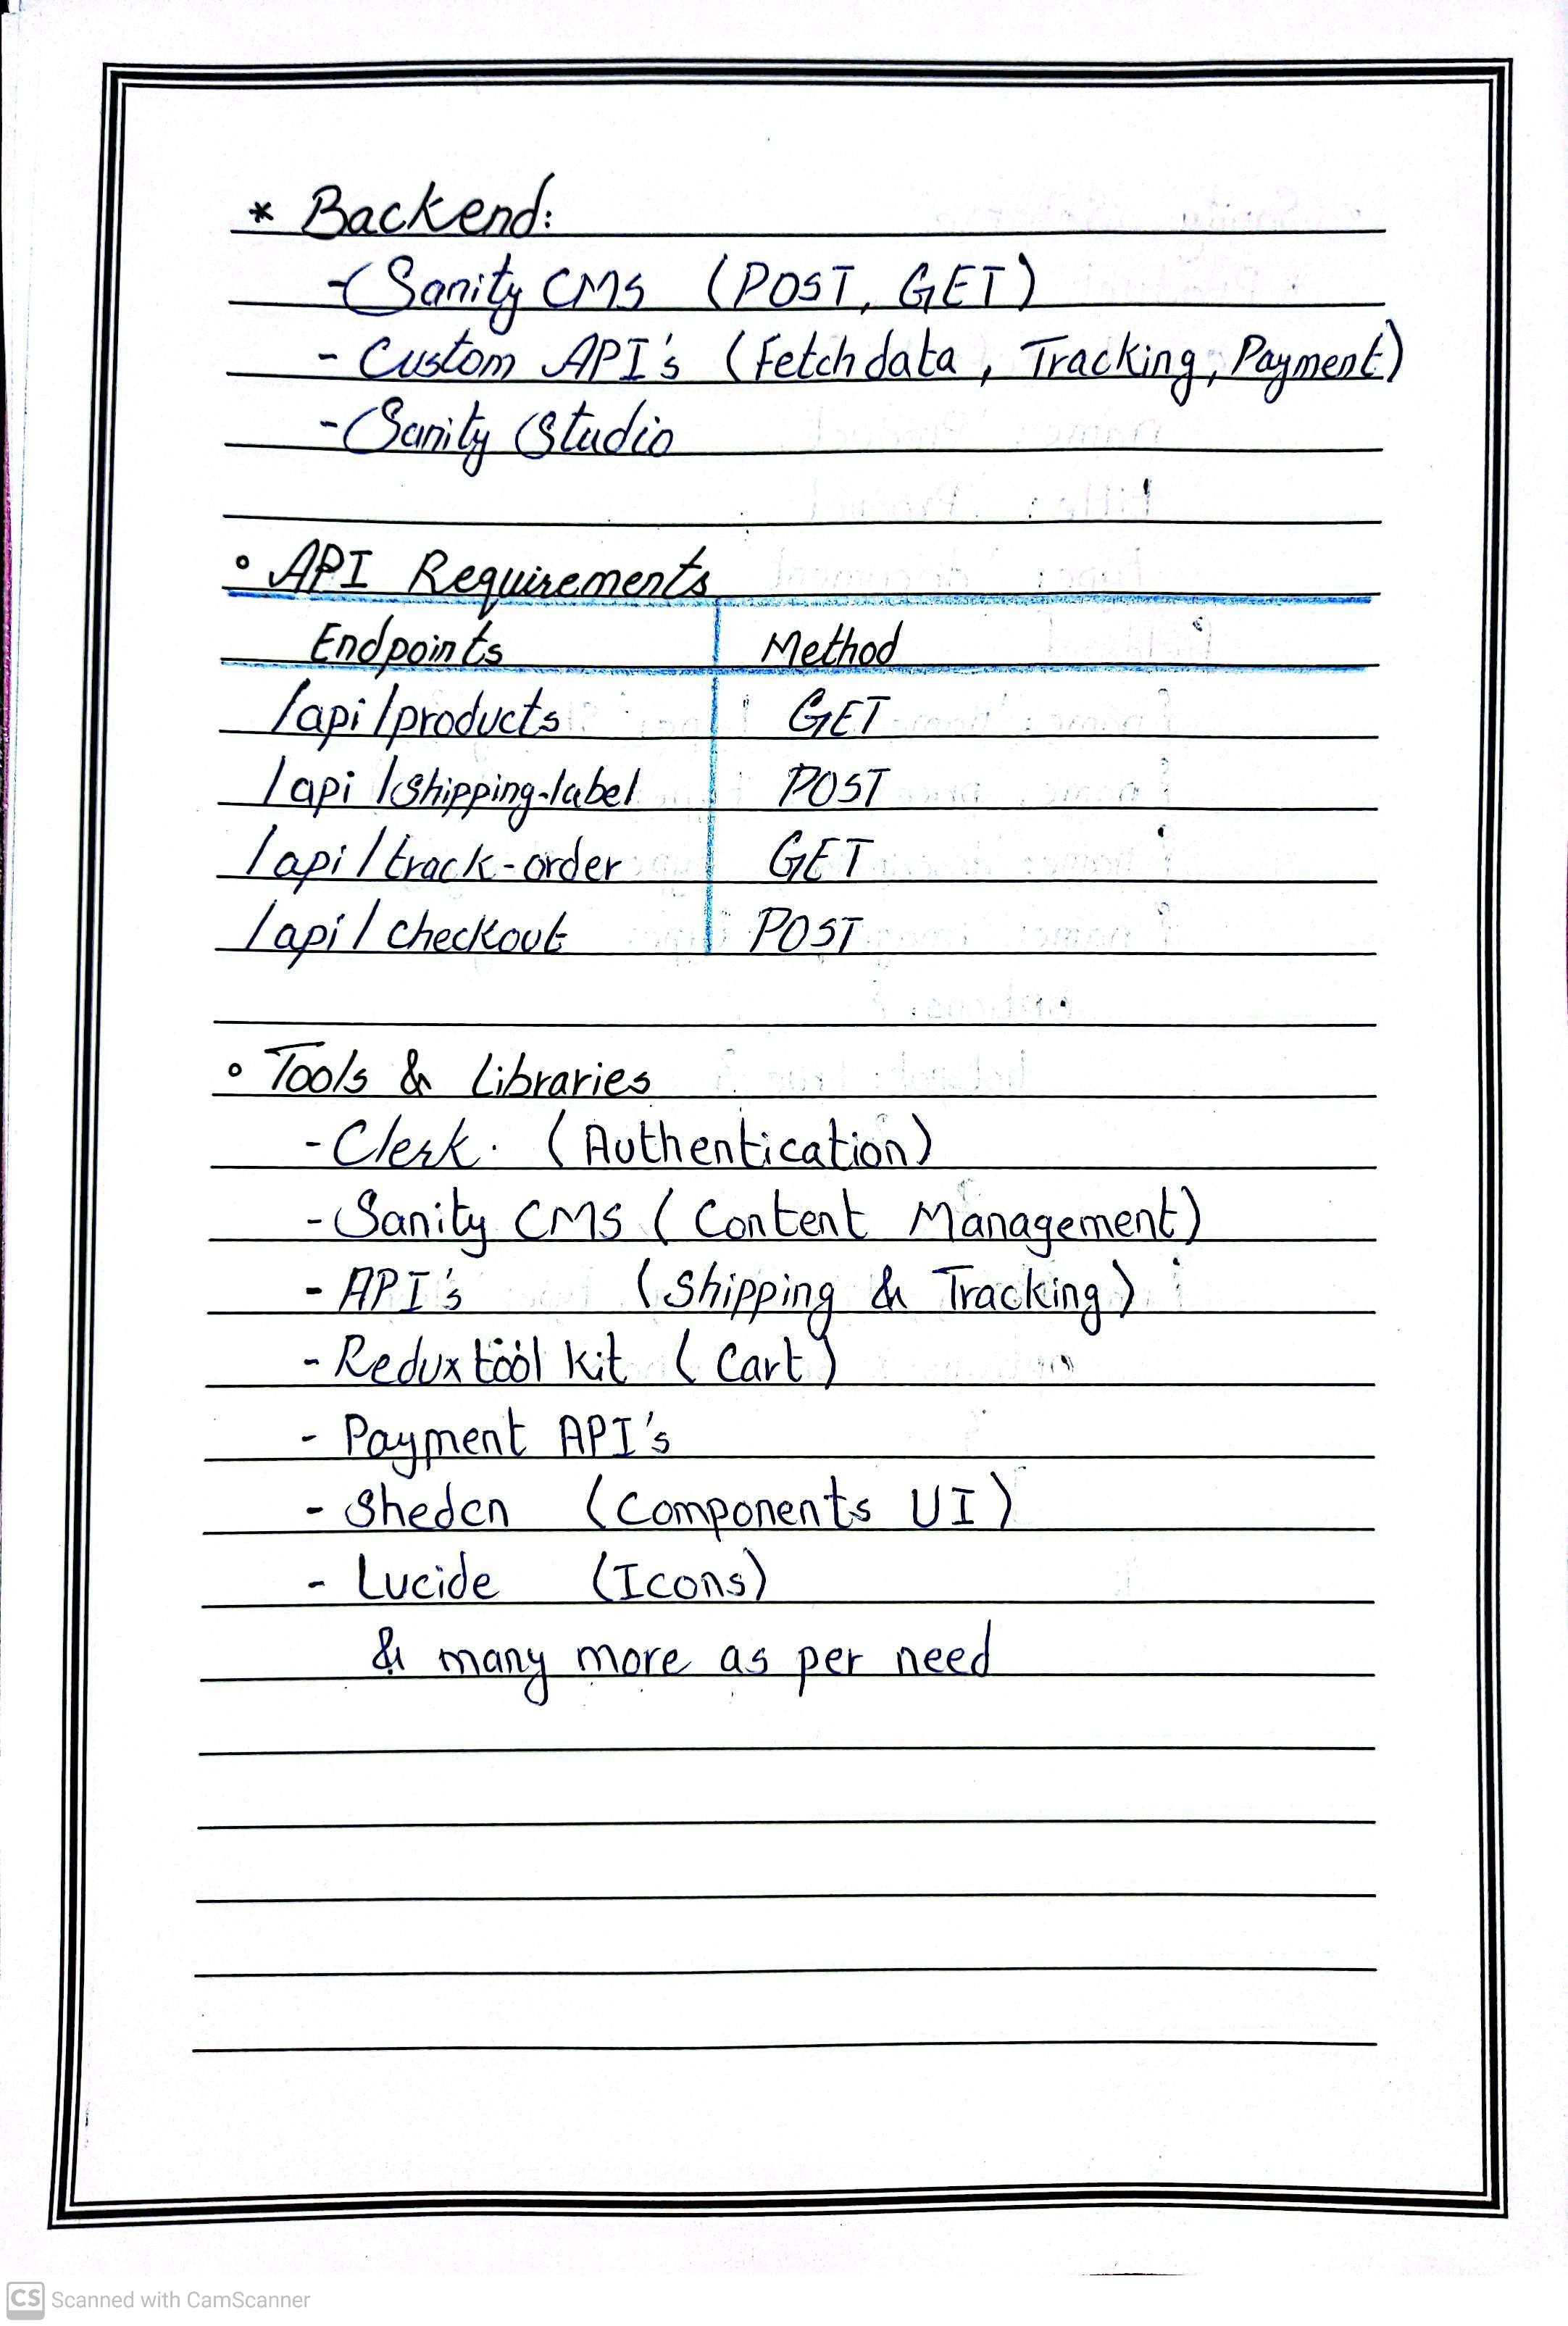 * Backend:
- Sanity CMS (POST, GET)
- Custom API's (Fetch data, Tracking, Payment)
- Sanity Studio
◦ API Requirements
Endpoints Method
/api/products GET
/api/shipping-label POST
/api/track-order GET
/api/checkout POST
◦ Tools & Libraries
- Clerk. (Authentication)
- Sanity CMS (Content Management)
- API's (Shipping & Tracking)
- Redux tool kit (Cart)
- Payment API's
- Shedcn (Components UI)
- Lucide (Icons)
& many more as per need
CS Scanned with CamScanner